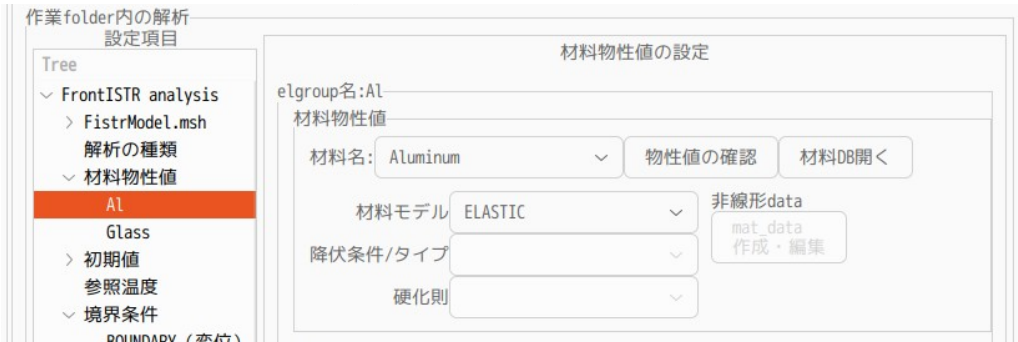 作業folder内の解析
設定項目
Tree
FrontISTR analysis
FistrModel.msh
解析の種類
材料物性値
Al
Glass
初期値
参照温度
境界条件
BOUNDARY (変位)
材料物性値の設定
elgroup名:Al
材料物性値
材料名: Aluminum 物性値の確認 材料DB開く
材料モデル ELASTIC
非線形data
mat_data
作成・編集
降伏条件/タイプ
硬化則